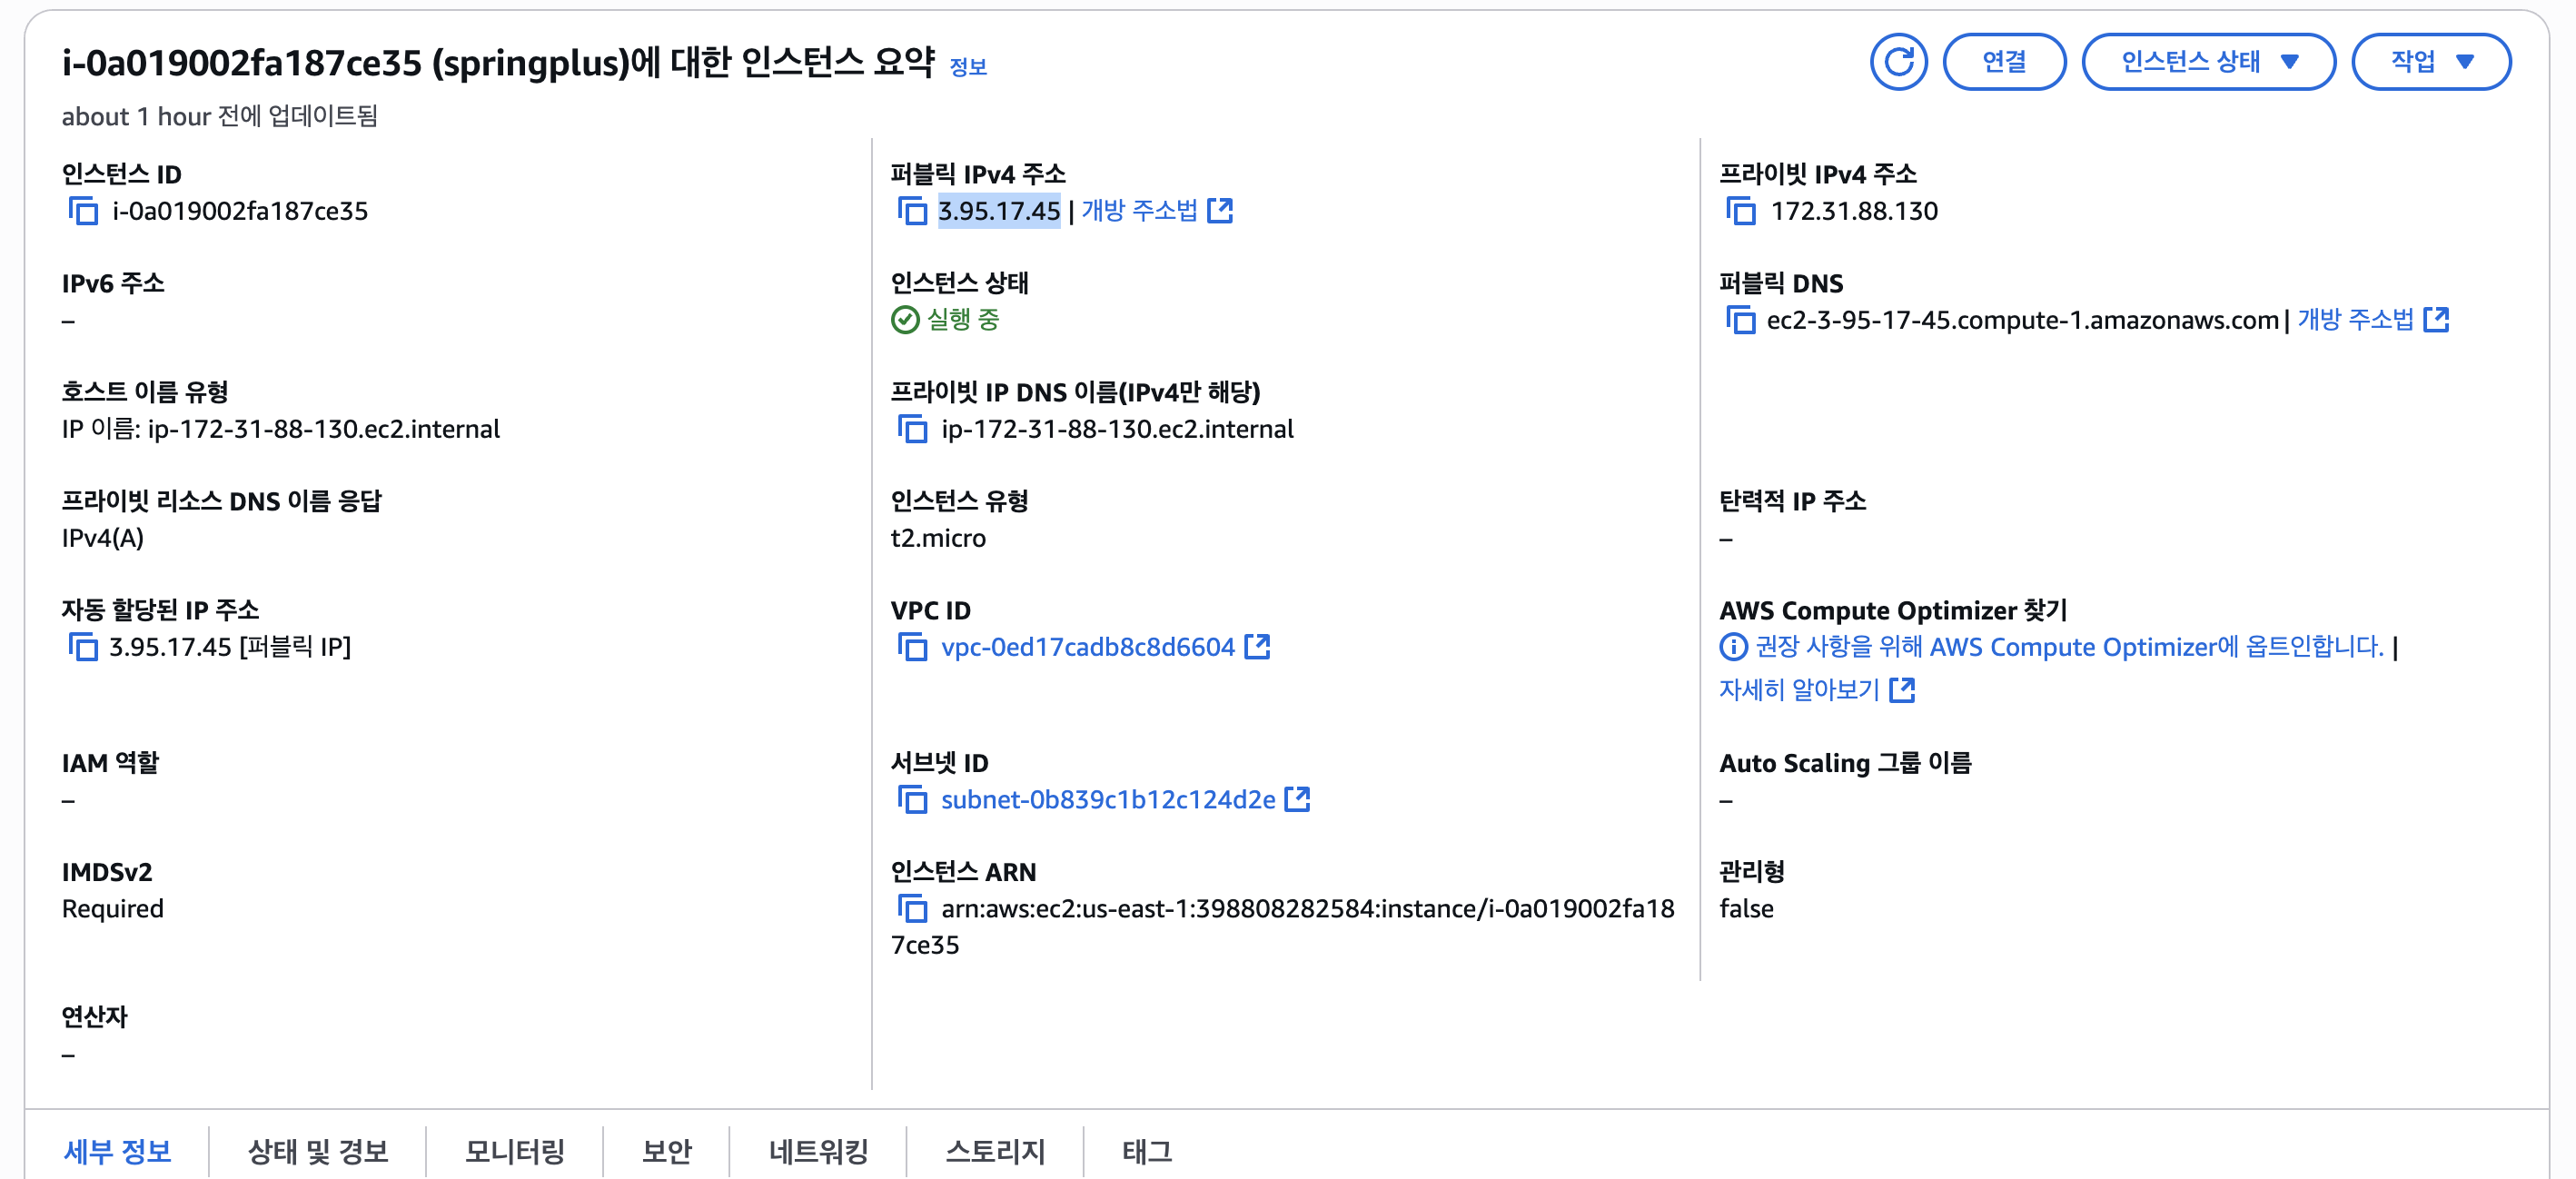 i-0a019002fa187ce35 (springplus)에 대한 인스턴스 요약 정보
연결
인스턴스 상태
작업
about 1 hour 전에 업데이트됨
인스턴스 ID
i-0a019002fa187ce35
퍼블릭 IPv4 주소
3.95.17.45 | 개방 주소법
프라이빗 IPv4 주소
172.31.88.130
IPv6 주소
–
인스턴스 상태
실행 중
퍼블릭 DNS
ec2-3-95-17-45.compute-1.amazonaws.com | 개방 주소법
호스트 이름 유형
IP 이름: ip-172-31-88-130.ec2.internal
프라이빗 IP DNS 이름(IPv4만 해당)
ip-172-31-88-130.ec2.internal
프라이빗 리소스 DNS 이름 응답
IPv4(A)
인스턴스 유형
t2.micro
탄력적 IP 주소
–
자동 할당된 IP 주소
3.95.17.45 [퍼블릭 IP]
VPC ID
vpc-0ed17cadb8c8d6604
AWS Compute Optimizer 찾기
권장 사항을 위해 AWS Compute Optimizer에 옵트인합니다. |
자세히 알아보기
IAM 역할
–
서브넷 ID
subnet-0b839c1b12c124d2e
Auto Scaling 그룹 이름
–
IMDSv2
Required
인스턴스 ARN
arn:aws:ec2:us-east-1:398808282584:instance/i-0a019002fa18
7ce35
관리형
false
연산자
–
세부 정보
상태 및 경보
모니터링
보안
네트워킹
스토리지
태그